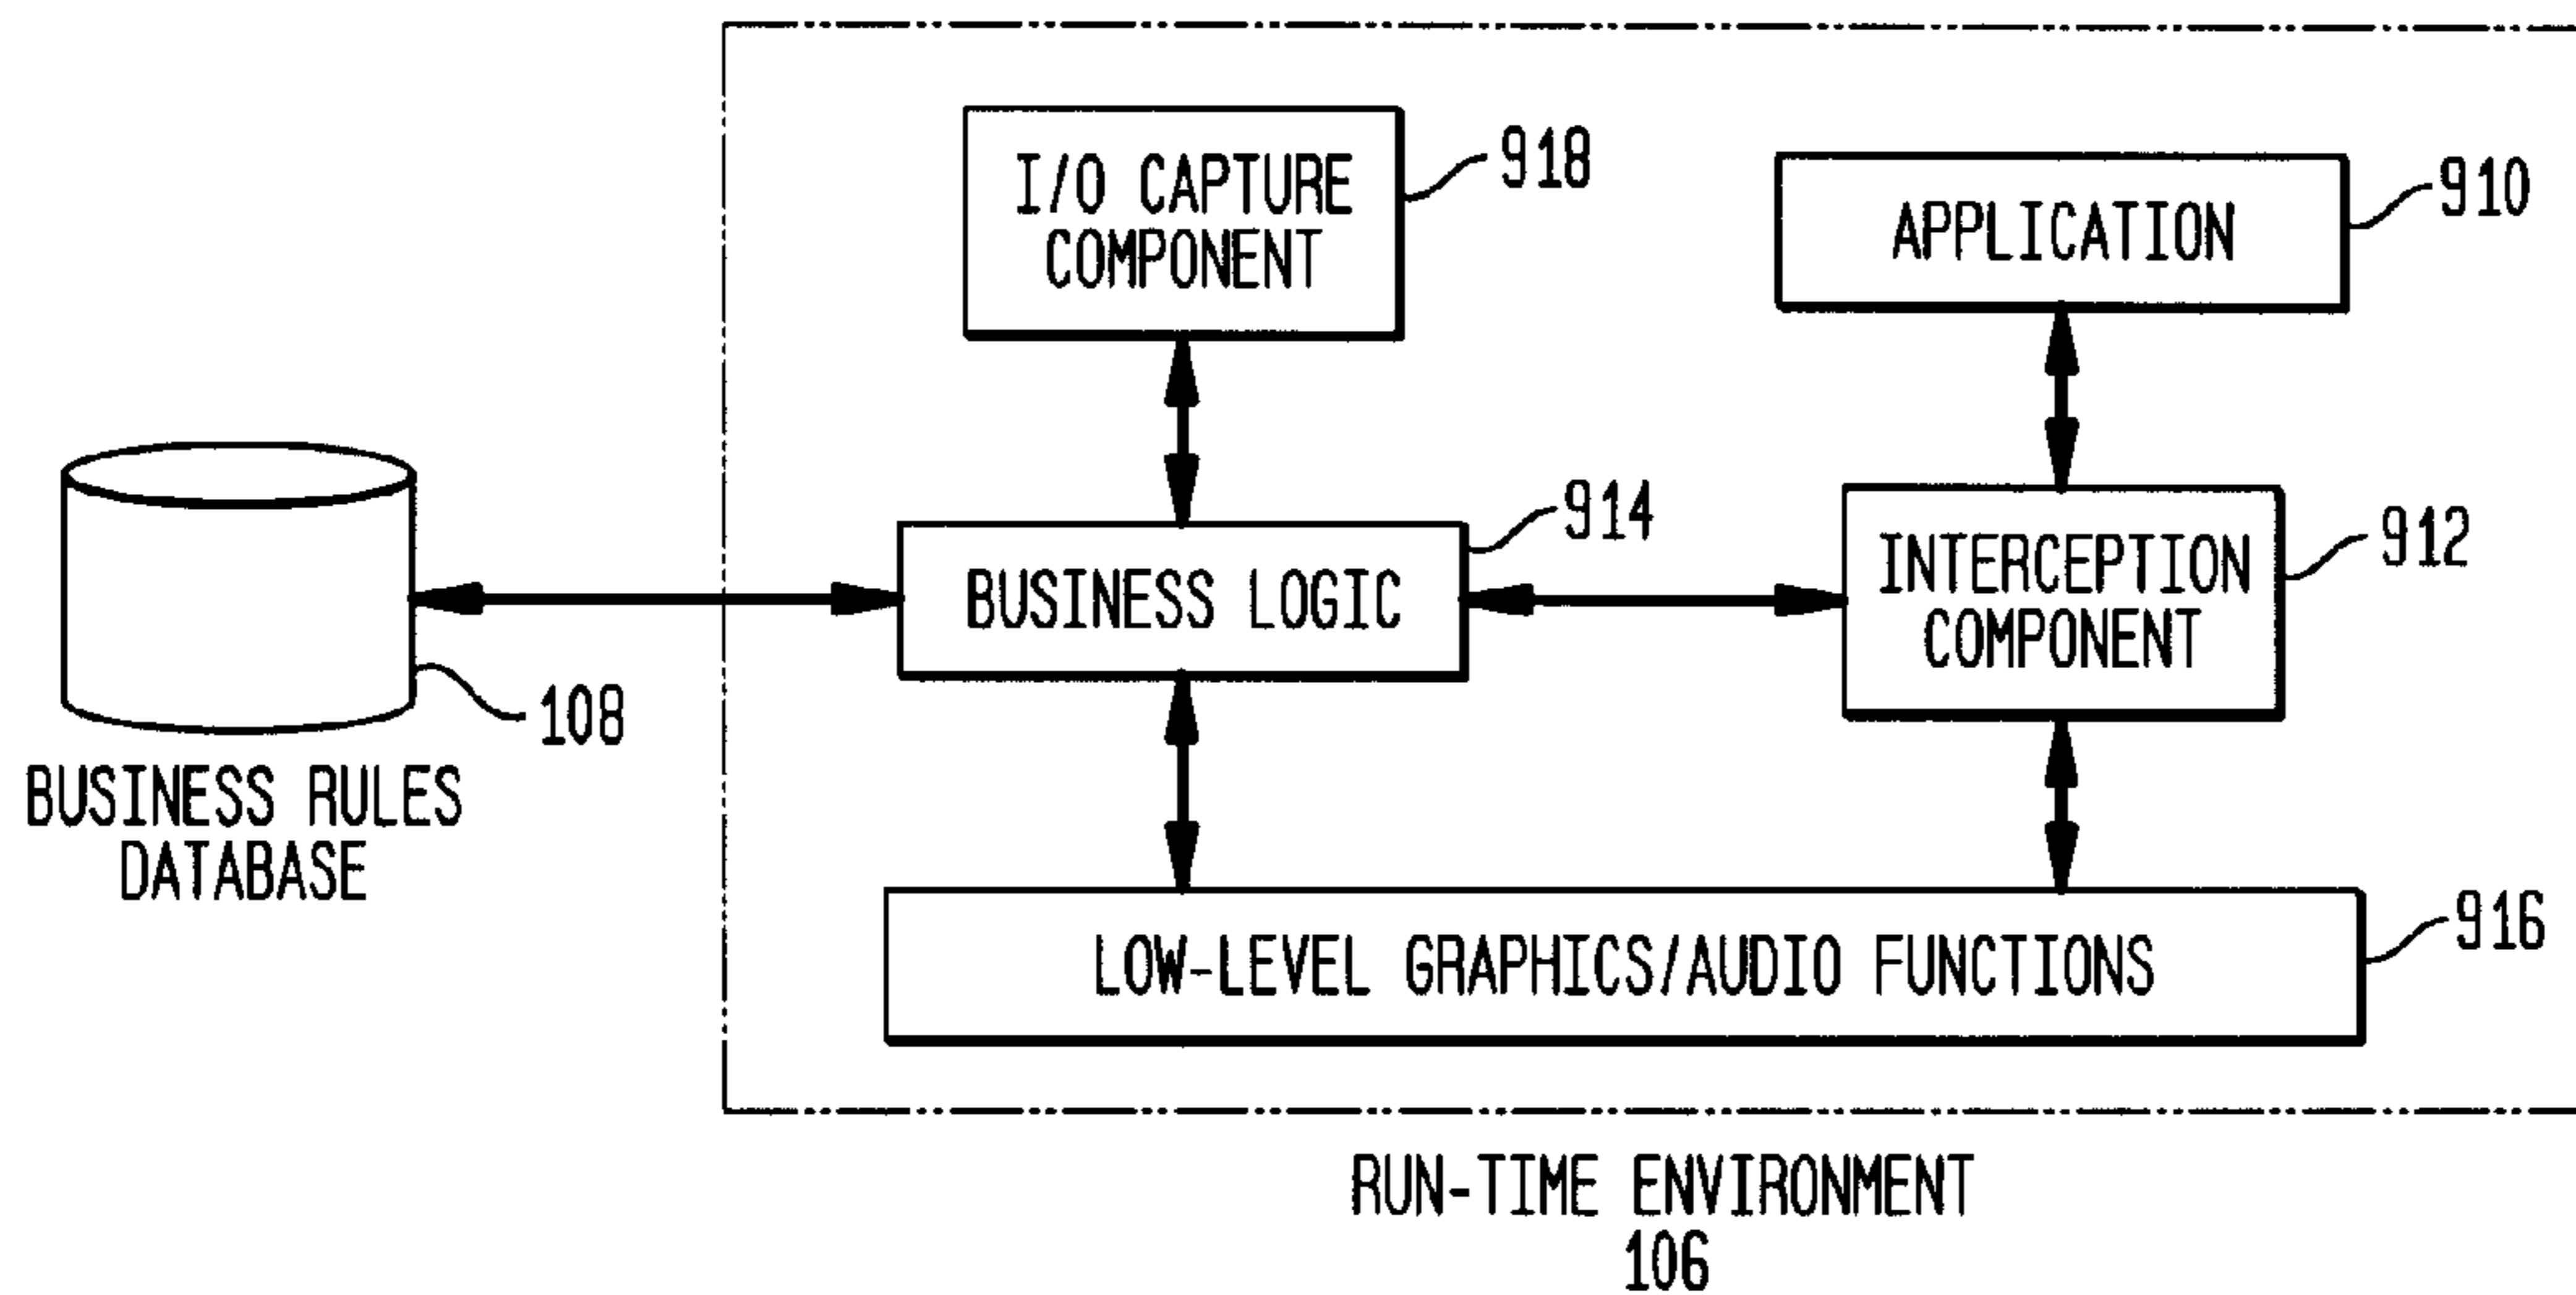 I/O CAPTURE
COMPONENT
918
APPLICATION
910
BUSINESS LOGIC
914
INTERCEPTION
COMPONENT
912
108
BUSINESS RULES
DATABASE
LOW-LEVEL GRAPHICS/AUDIO FUNCTIONS
916
RUN-TIME ENVIRONMENT
106